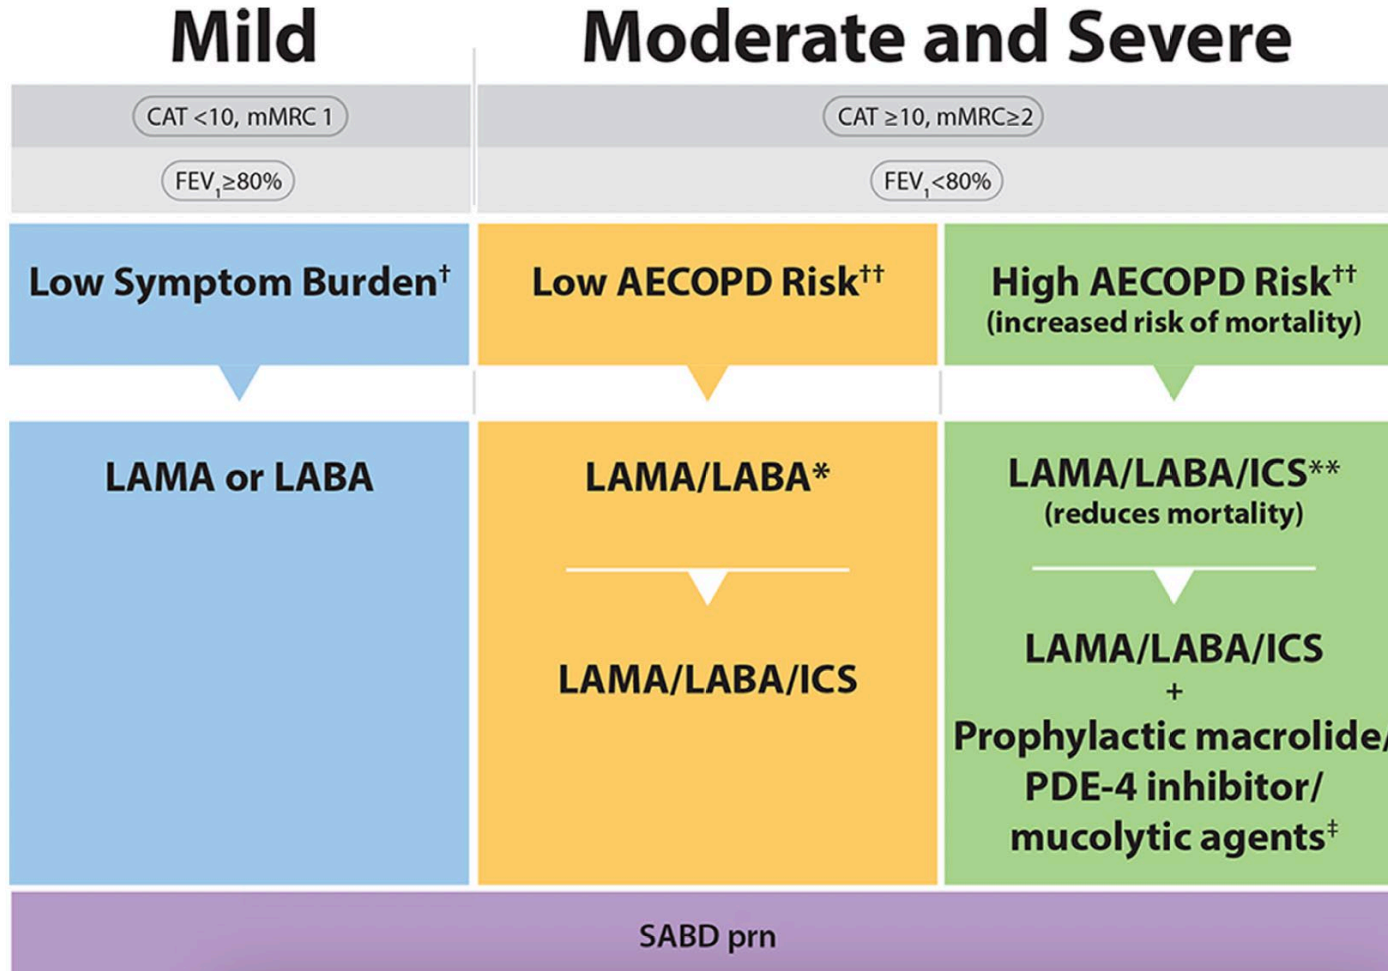 Mild
Moderate and Severe
CAT <10, mMRC 1
CAT ≥10, mMRC≥2
FEV₁≥80%
FEV₁<80%
Low Symptom Burden†
Low AECOPD Risk††
High AECOPD Risk††
(increased risk of mortality)
LAMA or LABA
LAMA/LABA*
LAMA/LABA/ICS
LAMA/LABA/ICS**
(reduces mortality)
LAMA/LABA/ICS
+
Prophylactic macrolide/
PDE-4 inhibitor/
mucolytic agents‡
SABD prn